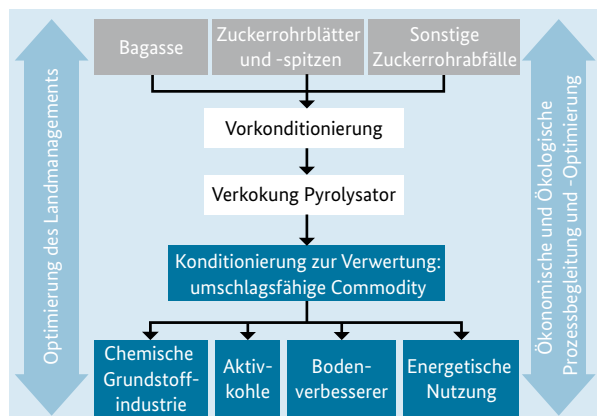 Bagasse
Zuckerrohrblätter
und -spitzen
Sonstige
Zuckerrohrabfälle
Vorkonditionierung
Verkokung Pyrolysator
Konditionierung zur Verwertung:
umschlagsfähige Commodity
Chemische
Grundstoff-
industrie
Aktiv-
kohle
Boden-
verbesserer
Energetische
Nutzung
Optimierung des Landmanagements
Ökonomische und Ökologische
Prozessbegleitung und -Optimierung